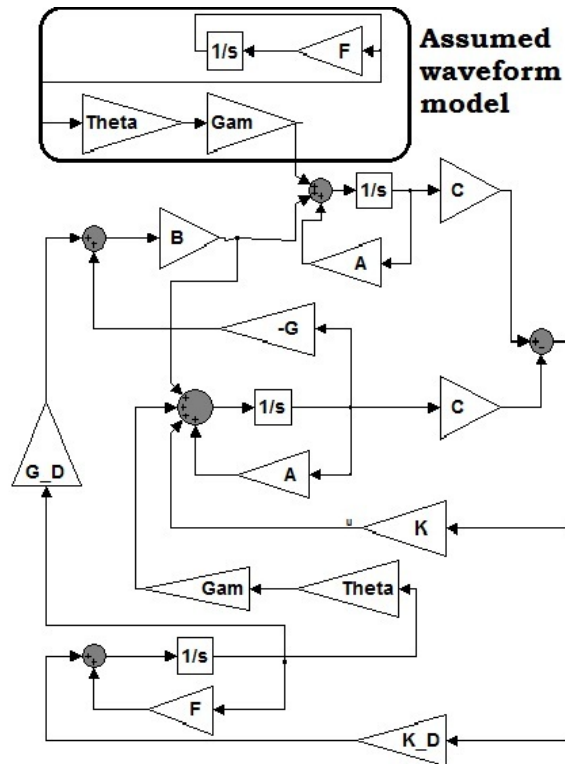 1/s
F
Assumed
waveform
model
Theta
Gam
+
+
+
1/s
C
B
+
+
A
-G
+
-
+
+
+
+
1/s
C
G_D
A
u
K
Gam
Theta
+
+
1/s
F
K_D